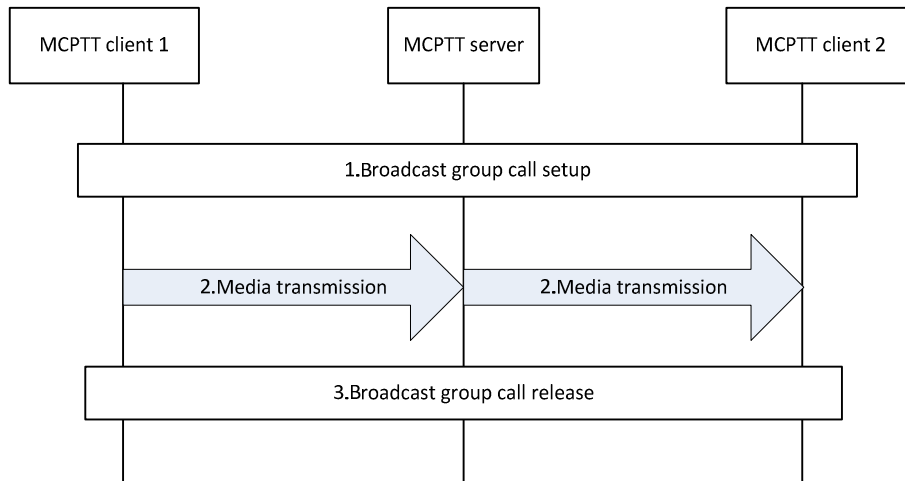 MCPTT client 1
MCPTT server
MCPTT client 2
1.Broadcast group call setup
2.Media transmission
2.Media transmission
3.Broadcast group call release